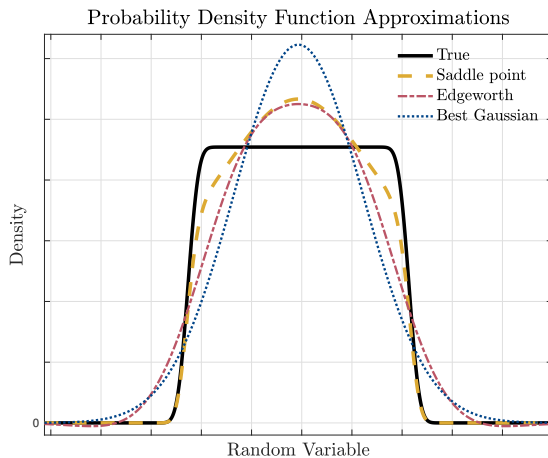 Probability Density Function Approximations
True
Saddle point
Edgeworth
Best Gaussian
Density
0
Random Variable